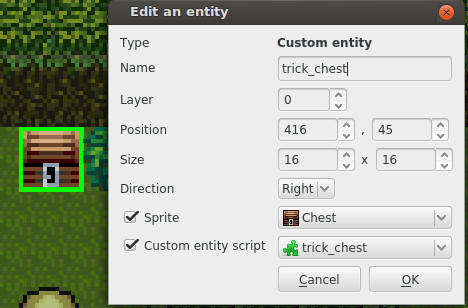 Edit an entity
Type Custom entity
Name trick_chest
Layer 0
Position 416 , 45
Size 16 x 16
Direction Right
Sprite Chest
Custom entity script trick_chest
Cancel OK